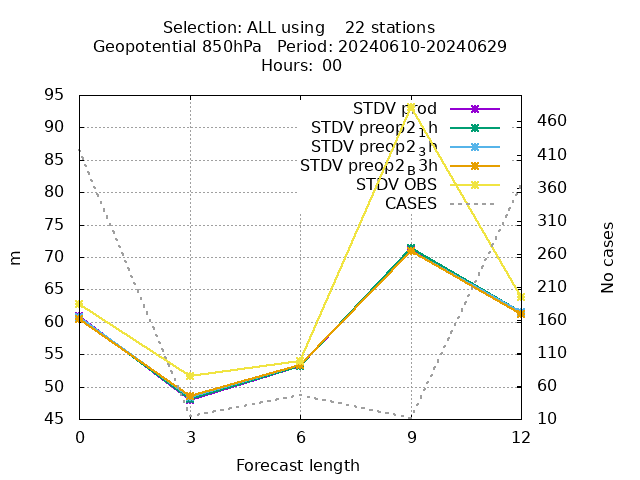 Selection: ALL using    22 stations
Geopotential 850hPa   Period: 20240610-20240629
Hours: 00
STDV prod
STDV preop2_1h
STDV preop2_3h
STDV preop2_B3h
STDV OBS
CASES
95
90
85
80
75
70
65
60
55
50
45
460
410
360
310
260
210
160
110
60
10
m
No cases
0 3 6 9 12
Forecast length